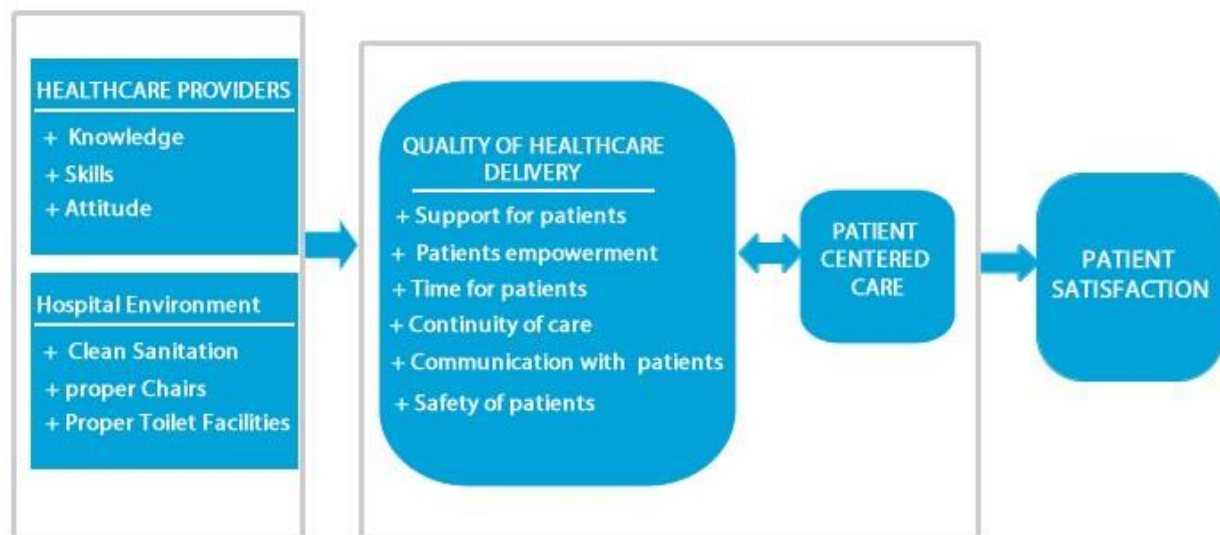 HEALTHCARE PROVIDERS
+ Knowledge
+ Skills
+ Attitude
Hospital Environment
+ Clean Sanitation
+ proper Chairs
+ Proper Toilet Facilities
QUALITY OF HEALTHCARE
DELIVERY
+ Support for patients
+ Patients empowerment
+ Time for patients
+ Continuity of care
+ Communication with patients
+ Safety of patients
PATIENT
CENTERED
CARE
PATIENT
SATISFACTION